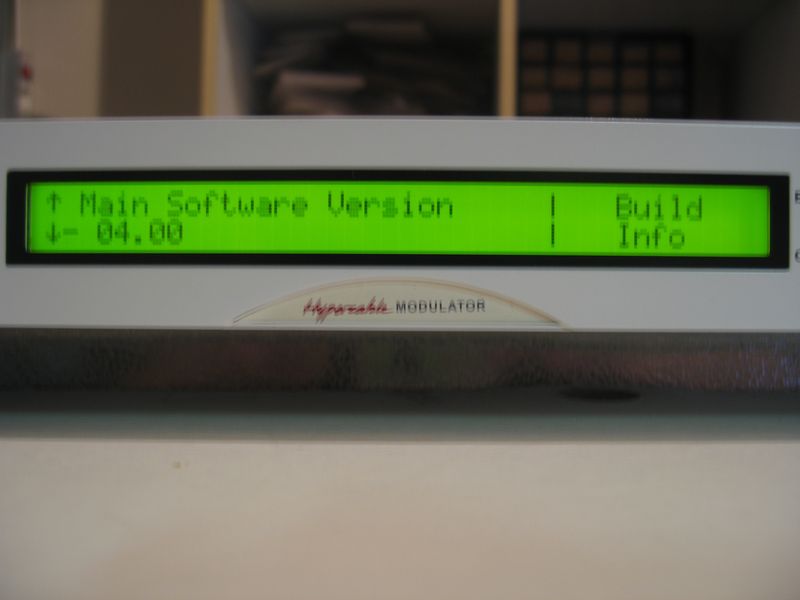 ↑ Main Software Version | Build
↓- 04.00 | Info
MODULATOR